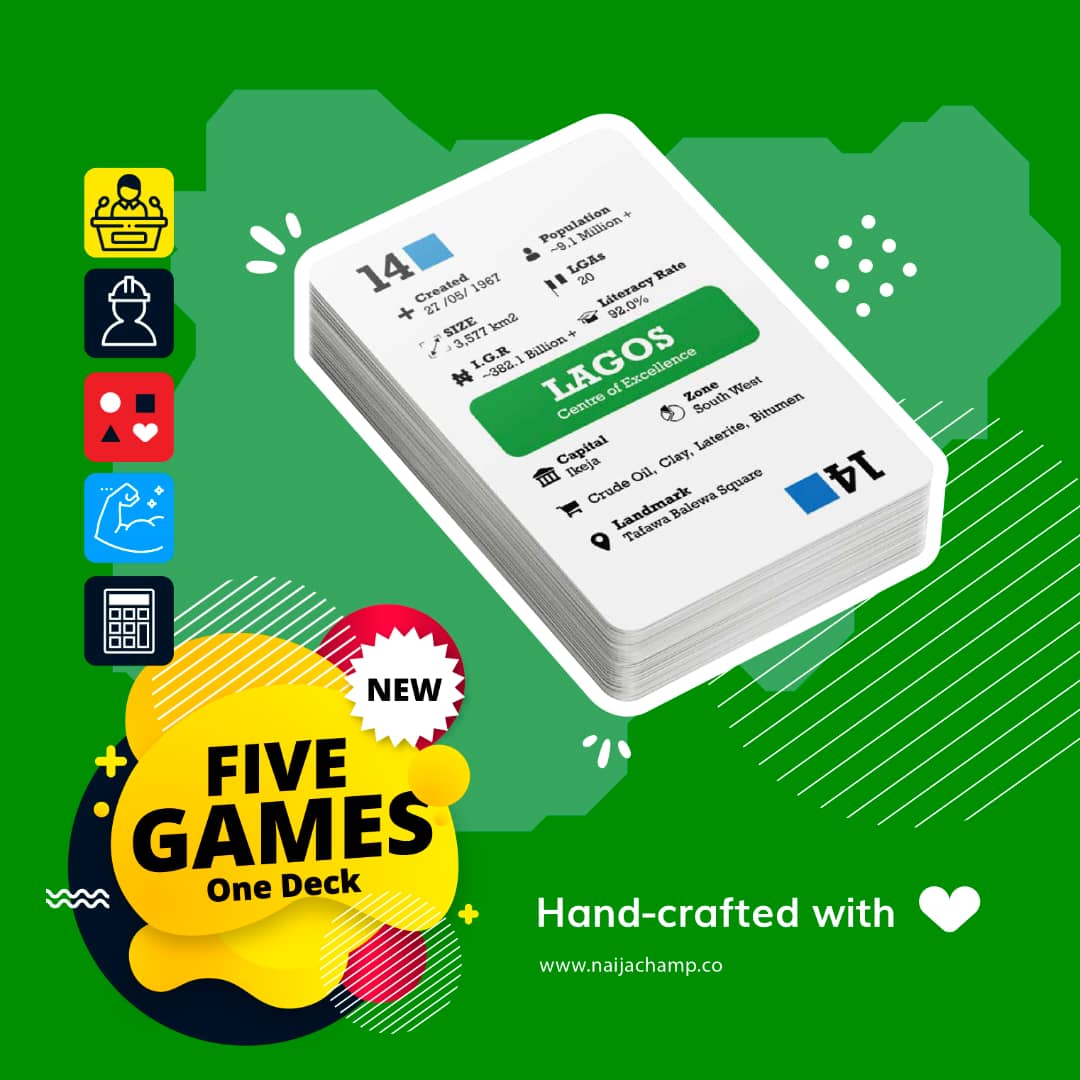 14
Created
27 /05/ 1967
SIZE
3,577 km2
I.G.R
~382.1 Billion +
Population
~9.1 Million +
LGAs
20
Literacy Rate
92.0%
LAGOS
Centre of Excellence
Capital
Ikeja
Zone
South West
Crude Oil, Clay, Laterite, Bitumen
Landmark
Tafawa Balewa Square
14
NEW
FIVE
GAMES
One Deck
Hand-crafted with
www.naijachamp.co